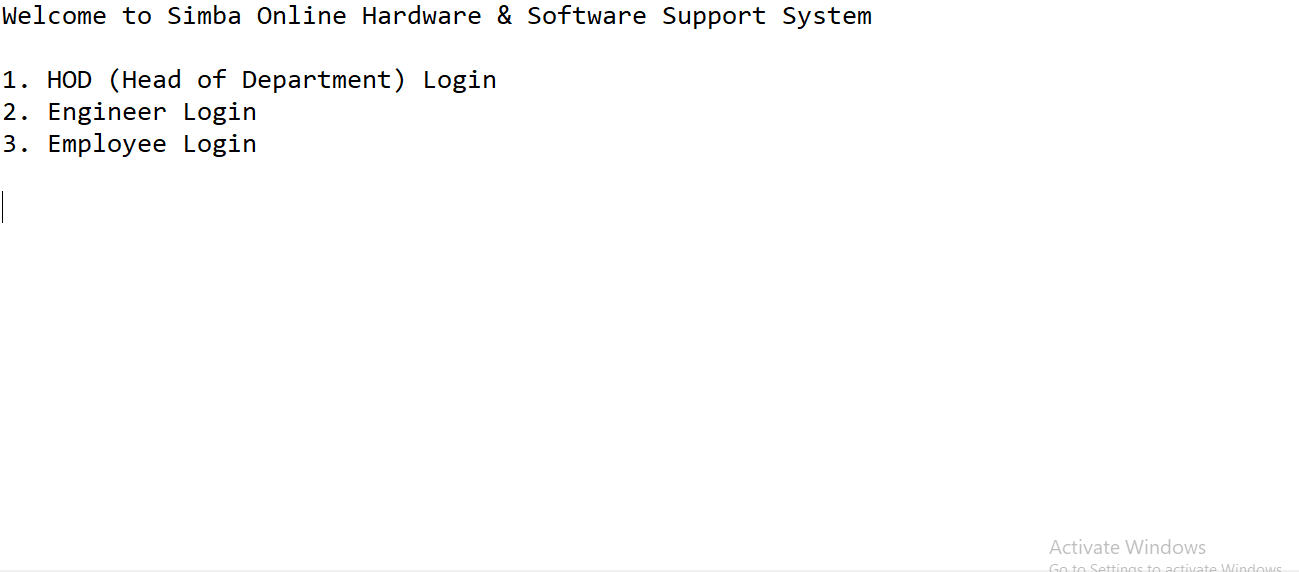 Welcome to Simba Online Hardware & Software Support System
1. HOD (Head of Department) Login
2. Engineer Login
3. Employee Login
Activate Windows
Go to Settings to activate Windows.